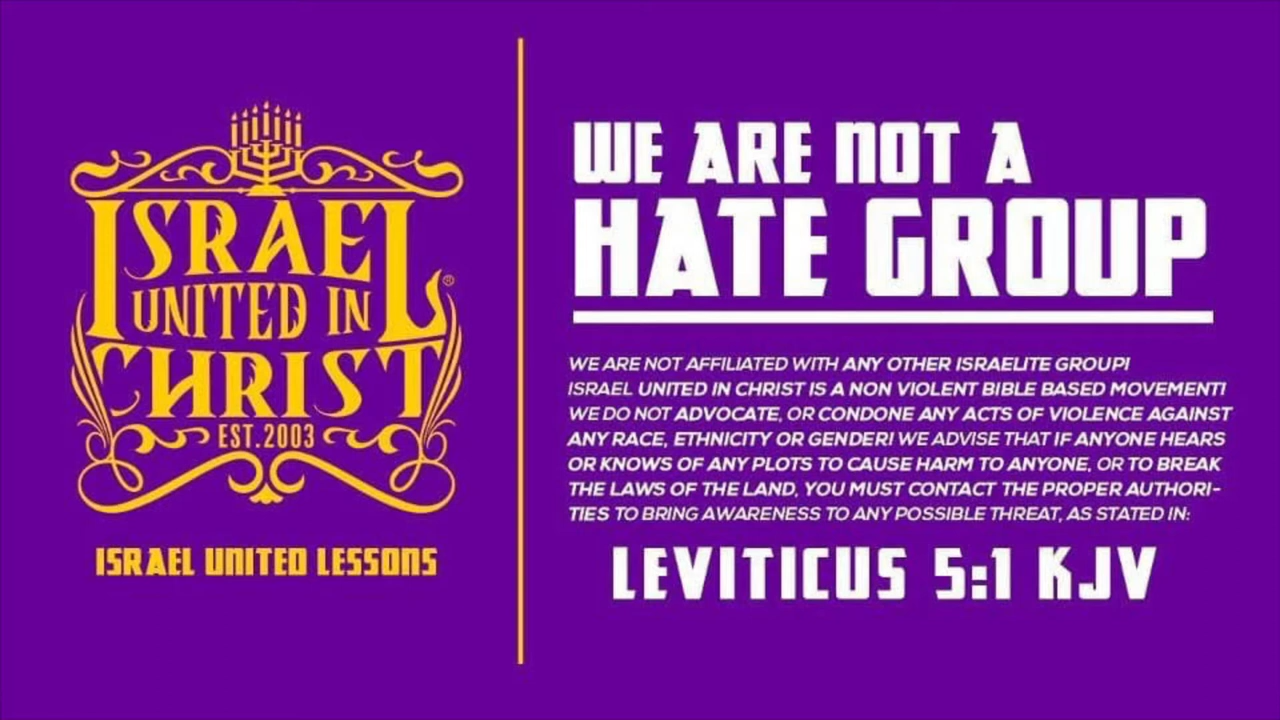 ISRAEL
UNITED IN
CHRIST
EST. 2003
®
ISRAEL UNITED LESSONS
WE ARE NOT A
HATE GROUP
WE ARE NOT AFFILIATED WITH ANY OTHER ISRAELITE GROUP!
ISRAEL UNITED IN CHRIST IS A NON VIOLENT BIBLE BASED MOVEMENT!
WE DO NOT ADVOCATE, OR CONDONE ANY ACTS OF VIOLENCE AGAINST
ANY RACE, ETHNICITY OR GENDER! WE ADVISE THAT IF ANYONE HEARS
OR KNOWS OF ANY PLOTS TO CAUSE HARM TO ANYONE, OR TO BREAK
THE LAWS OF THE LAND, YOU MUST CONTACT THE PROPER AUTHORI-
TIES TO BRING AWARENESS TO ANY POSSIBLE THREAT, AS STATED IN:
LEVITICUS 5:1 KJV